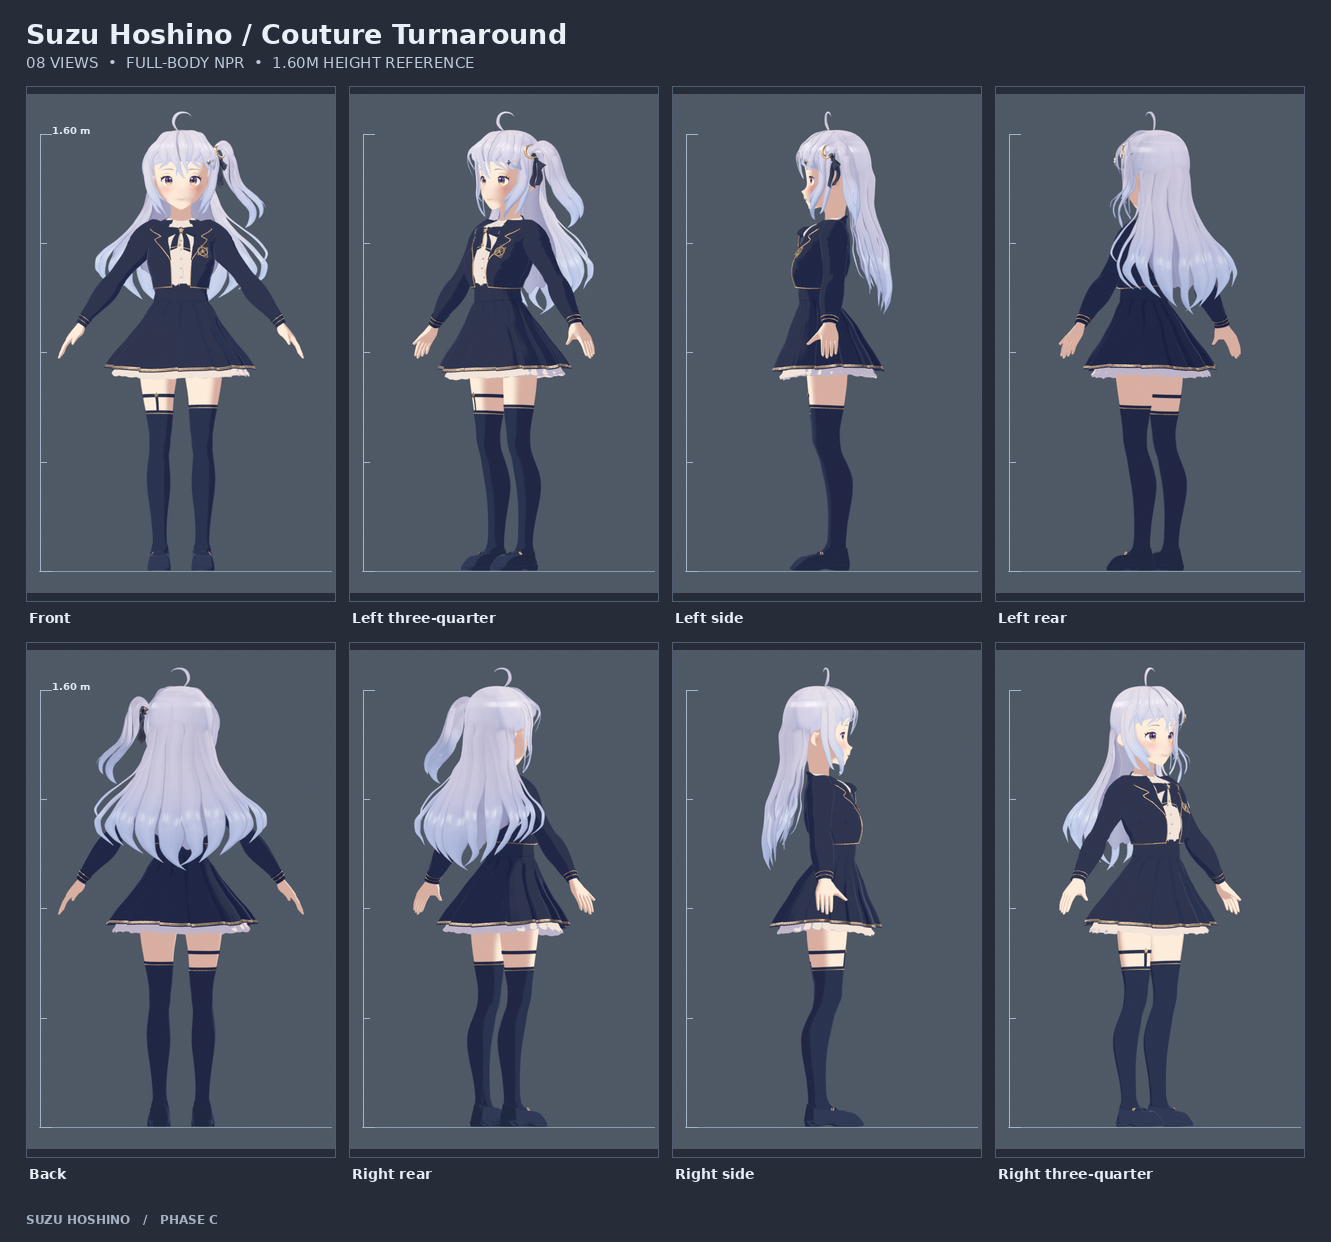 Suzu Hoshino / Couture Turnaround
08 VIEWS • FULL-BODY NPR • 1.60M HEIGHT REFERENCE
1.60 m
Front
Left three-quarter
Left side
Left rear
1.60 m
Back
Right rear
Right side
Right three-quarter
SUZU HOSHINO / PHASE C